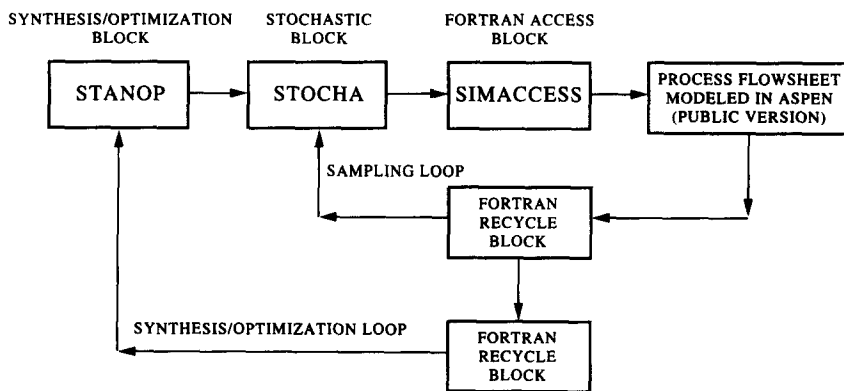 SYNTHESIS/OPTIMIZATION
BLOCK
STOCHASTIC
BLOCK
FORTRAN ACCESS
BLOCK
STANOP
STOCHA
SIMACCESS
PROCESS FLOWSHEET
MODELED IN ASPEN
(PUBLIC VERSION)
SAMPLING LOOP
FORTRAN
RECYCLE
BLOCK
SYNTHESIS/OPTIMIZATION LOOP
FORTRAN
RECYCLE
BLOCK